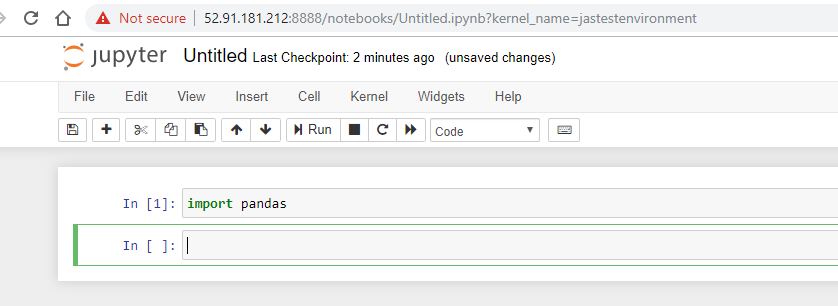 Not secure 52.91.181.212:8888/notebooks/Untitled.ipynb?kernel_name=jastestenvironment
jupyter Untitled Last Checkpoint: 2 minutes ago (unsaved changes)
File Edit View Insert Cell Kernel Widgets Help
Run Code
In [1]: import pandas
In [ ]: